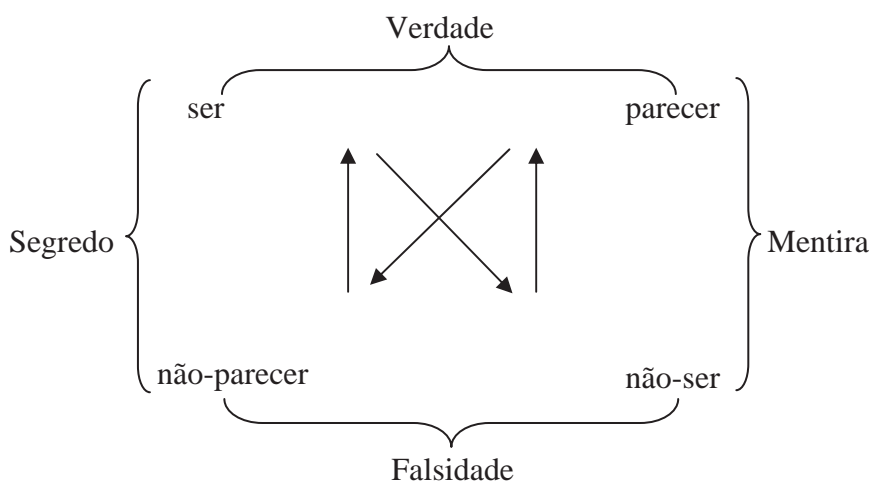 Verdade
ser
parecer
Segredo
Mentira
não-parecer
não-ser
Falsidade